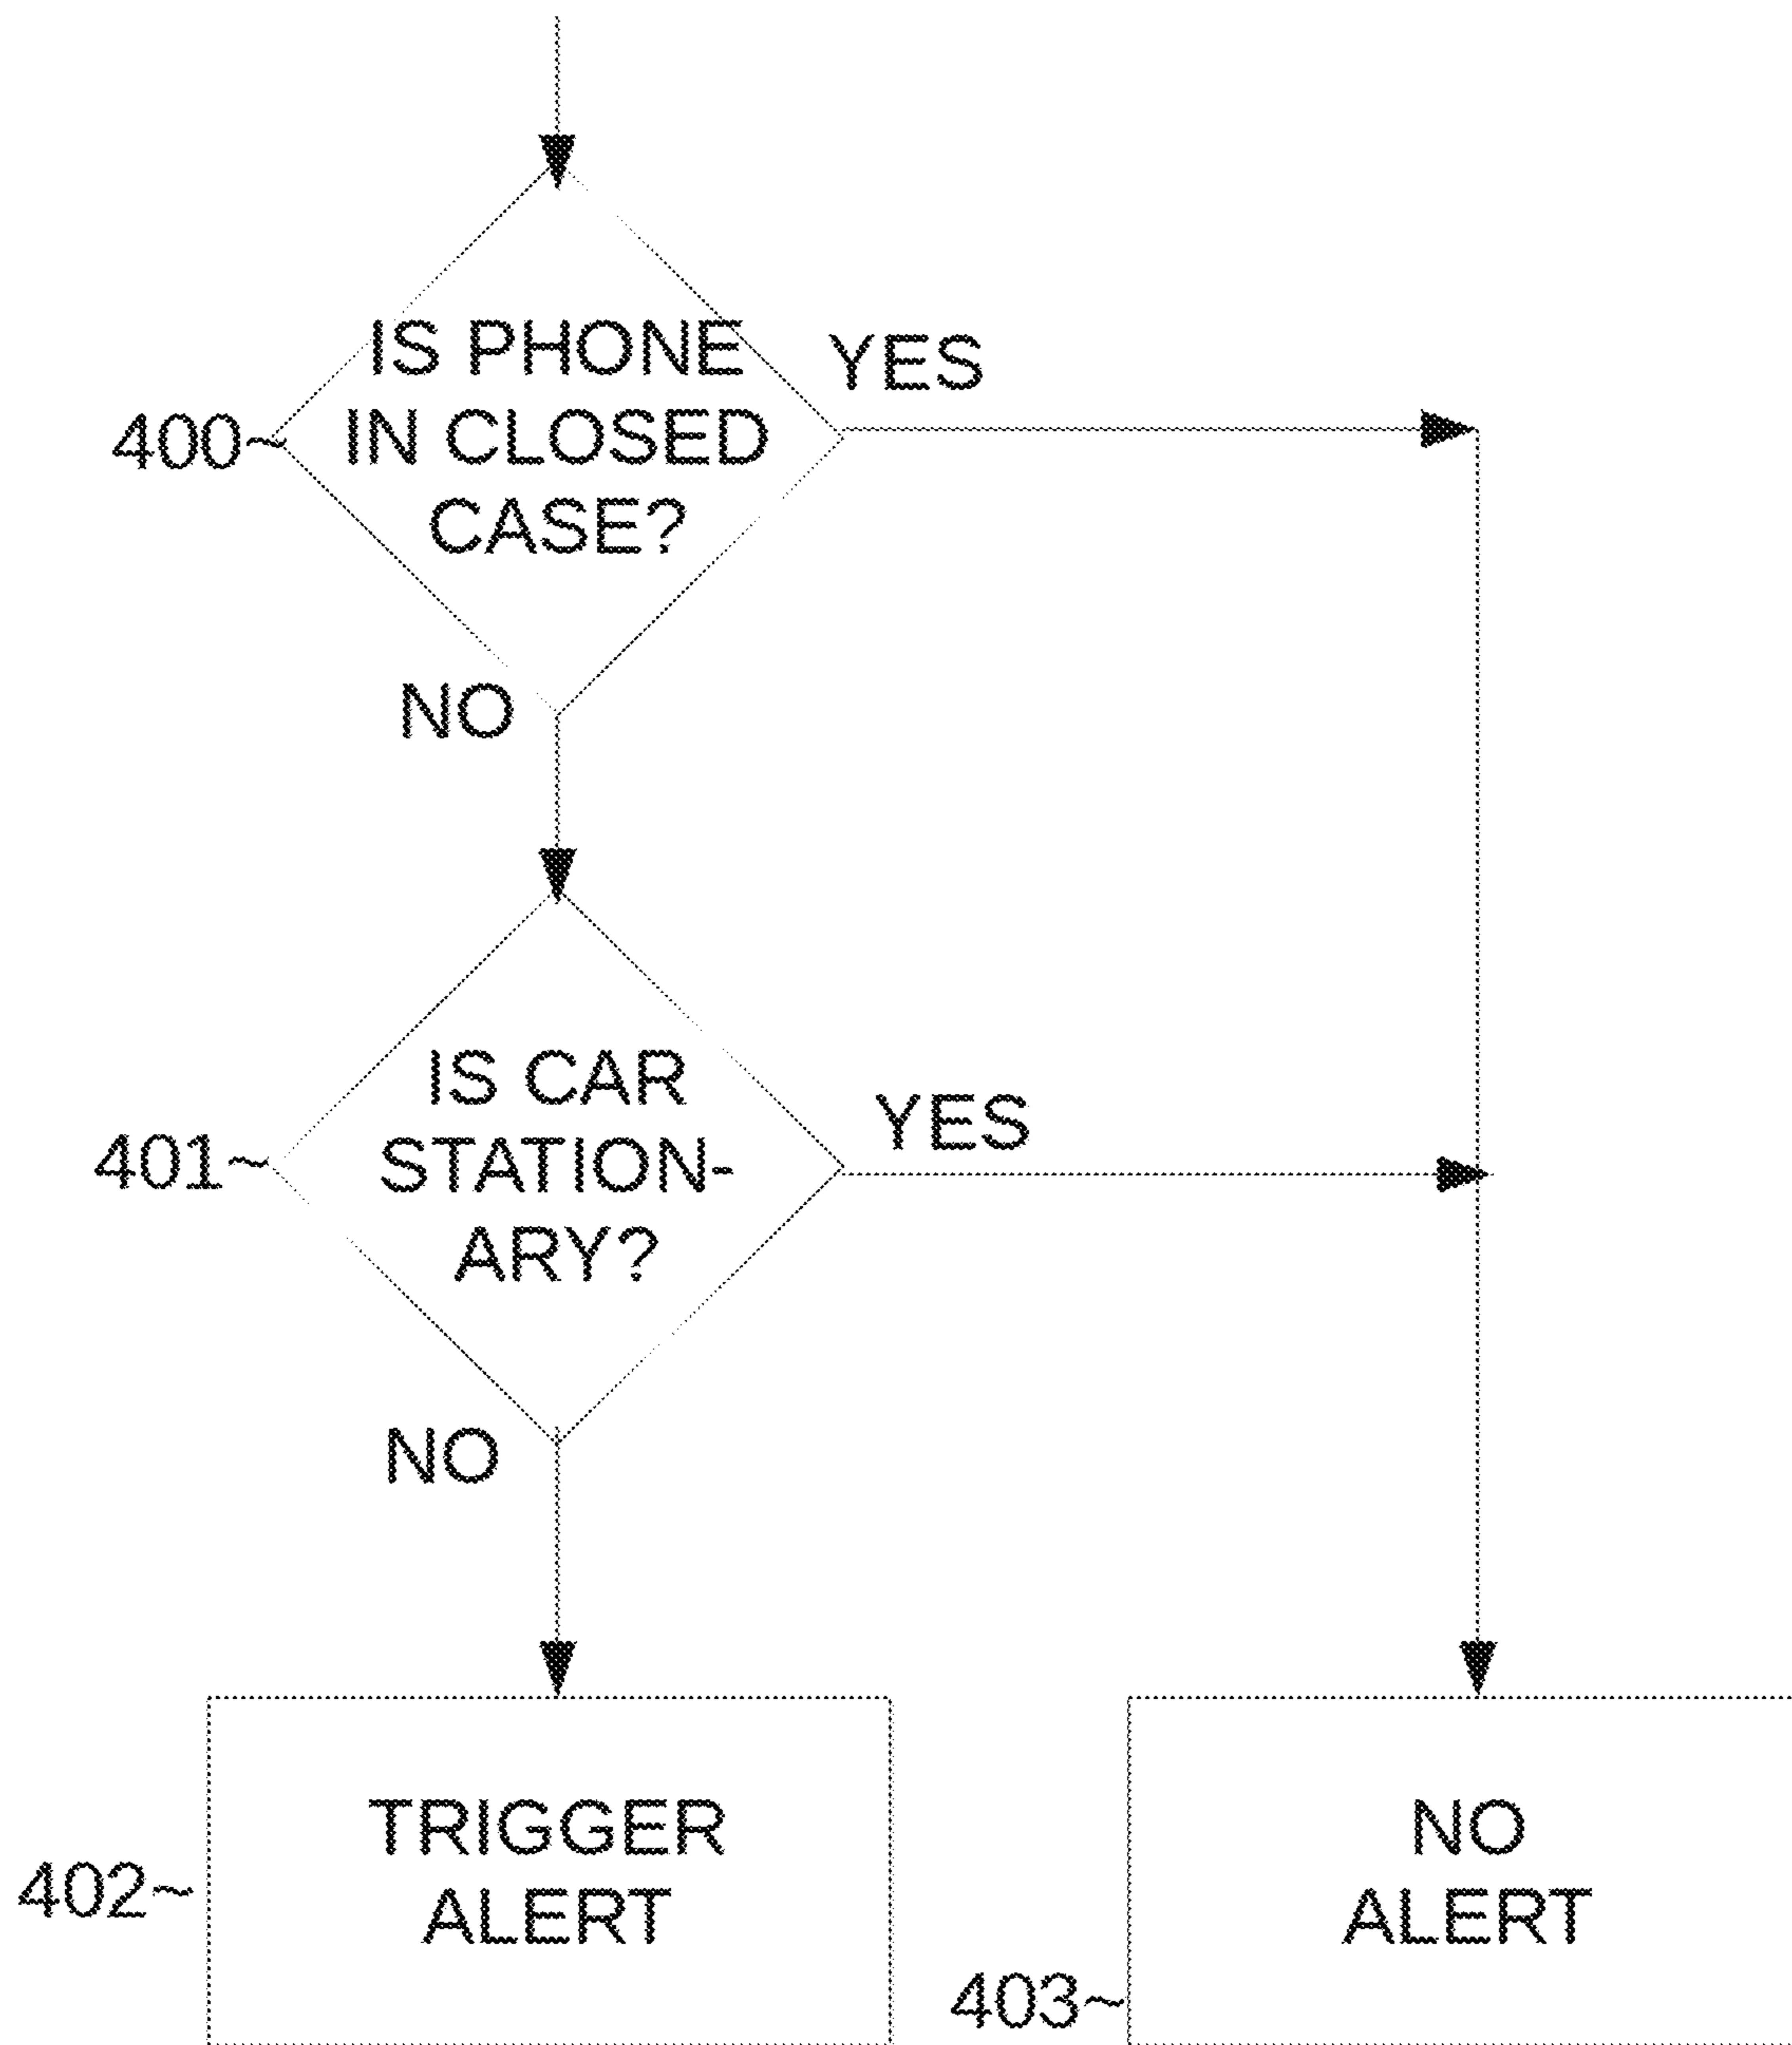 IS PHONE
IN CLOSED
CASE?
YES
400~
NO
IS CAR
STATION-
ARY?
YES
401~
NO
TRIGGER
ALERT
402~
NO
ALERT
403~